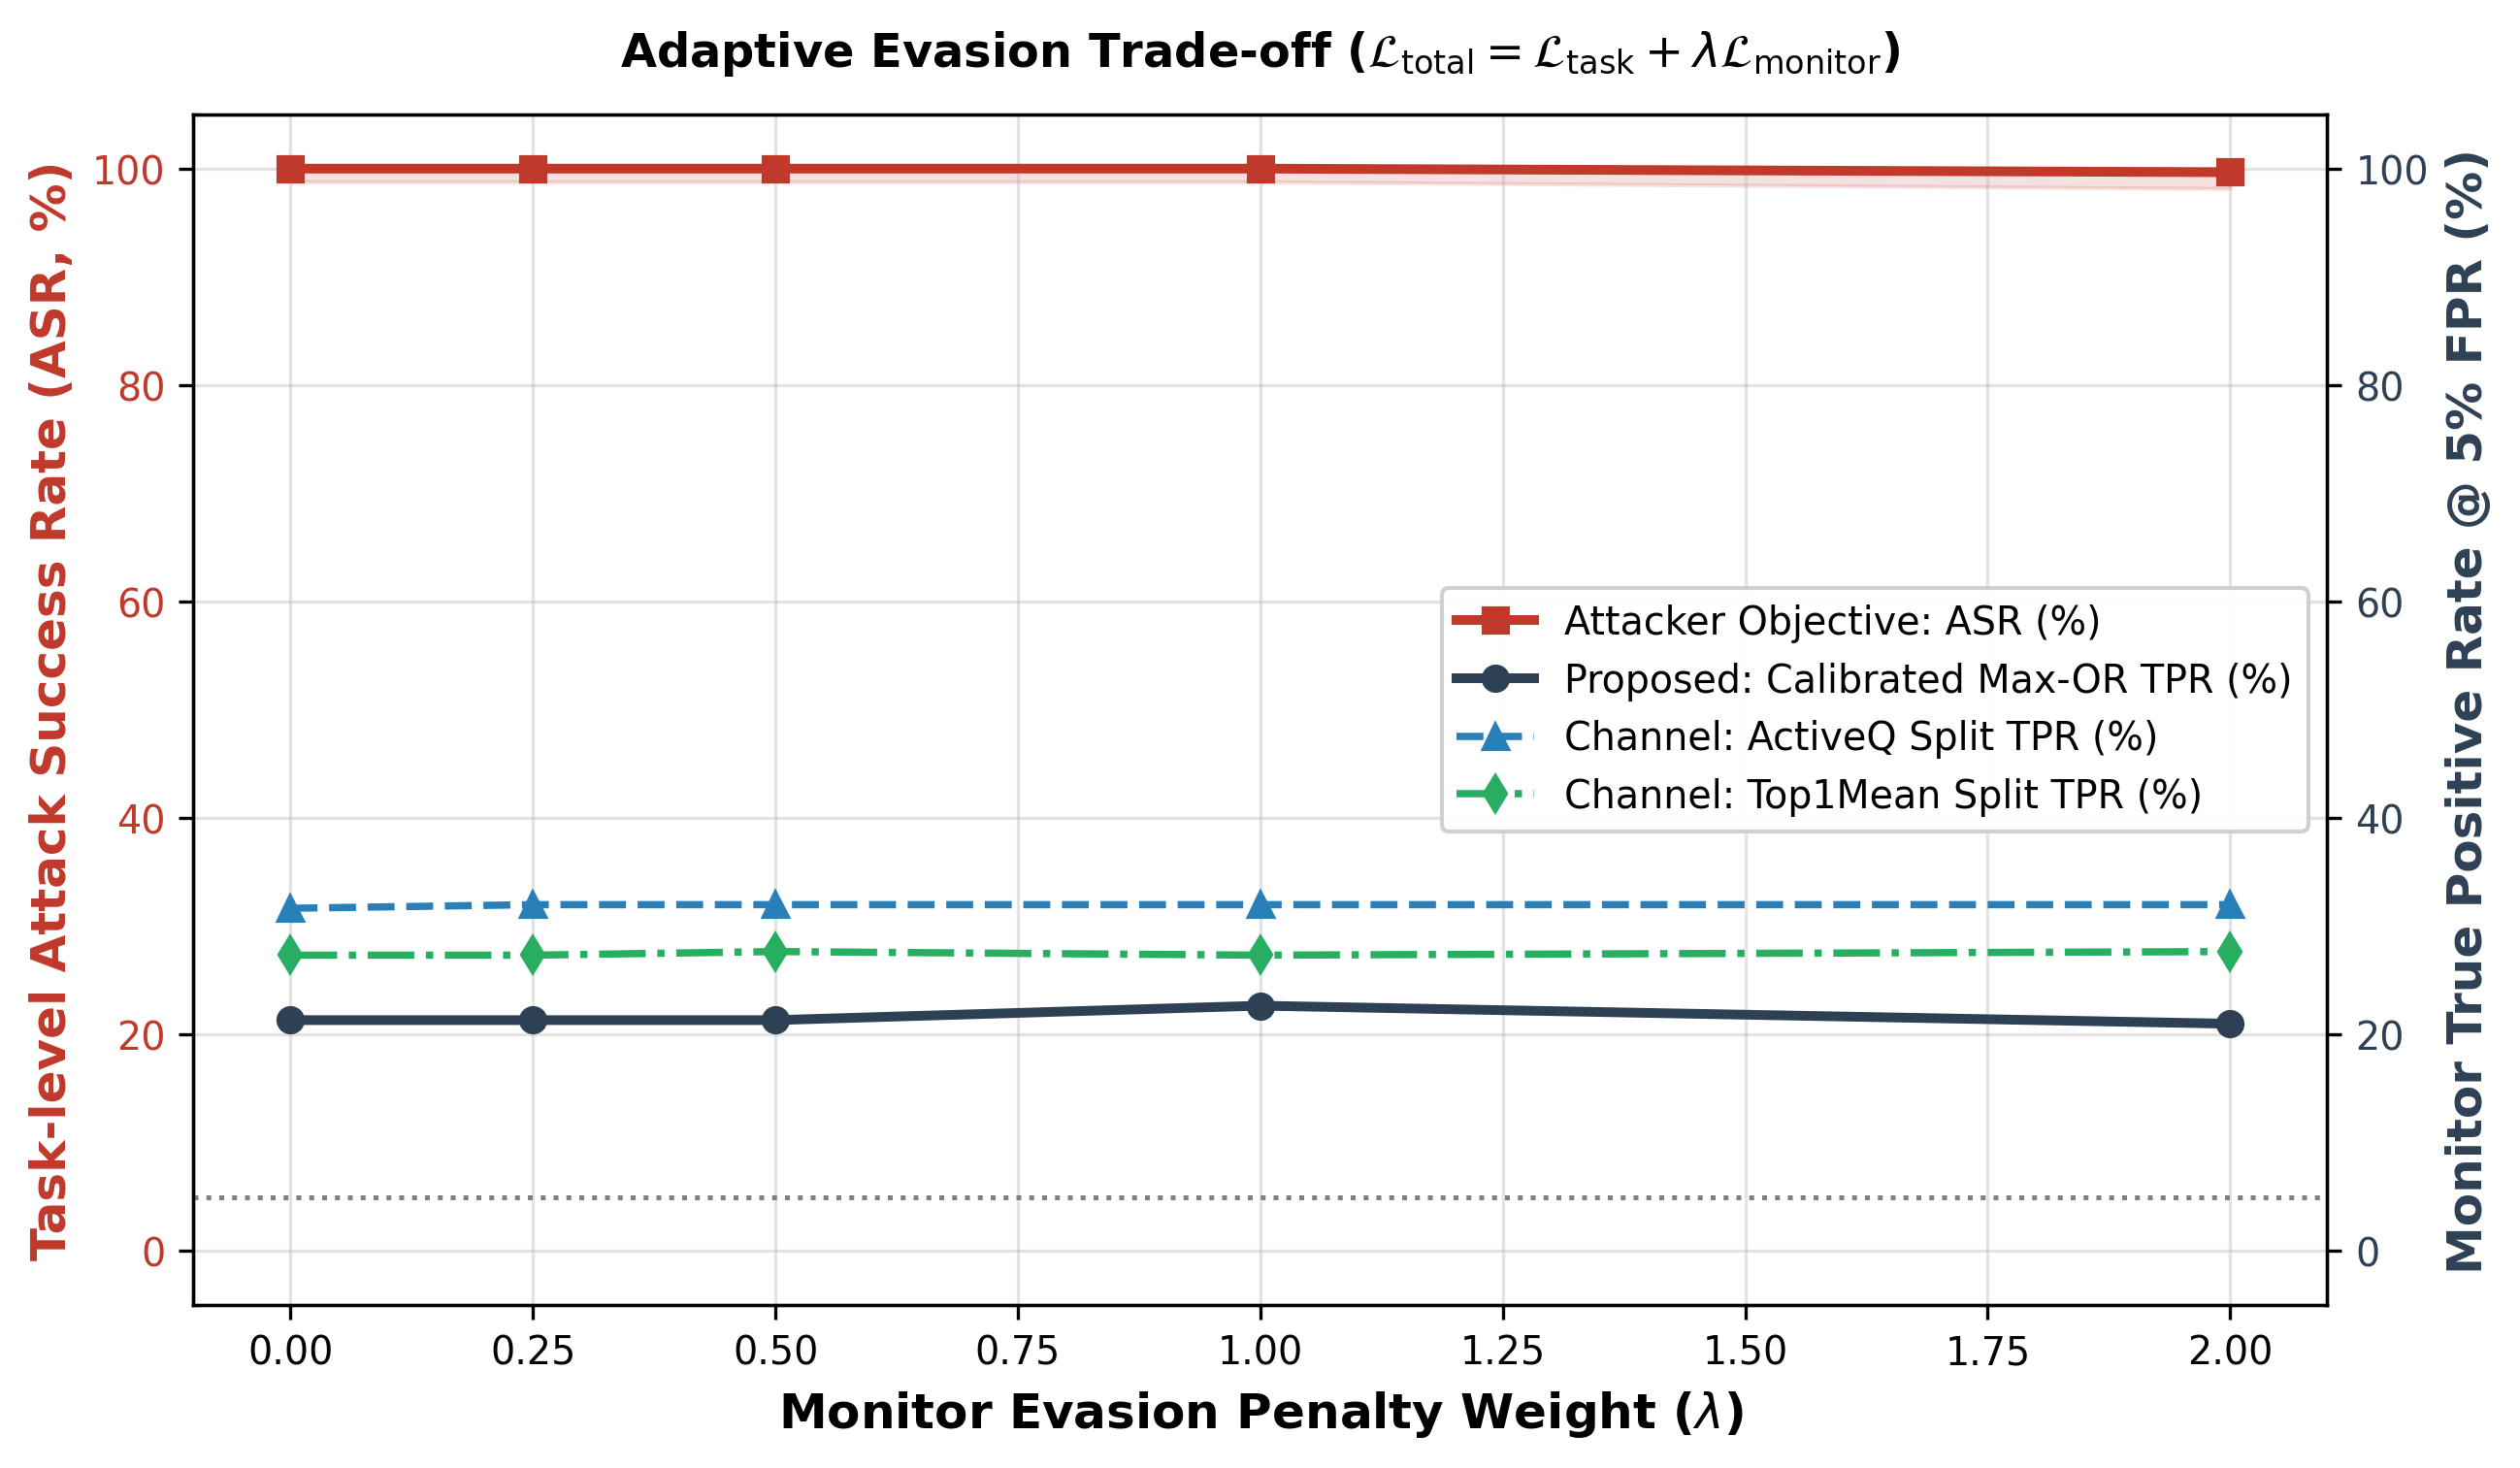 Adaptive Evasion Trade-off (ℒtotal = ℒtask + λℒmonitor)
Task-level Attack Success Rate (ASR, %)
100
80
60
40
20
0
100
80
60
40
20
0
Monitor True Positive Rate @ 5% FPR (%)
Attacker Objective: ASR (%)
Proposed: Calibrated Max-OR TPR (%)
Channel: ActiveQ Split TPR (%)
Channel: Top1Mean Split TPR (%)
0.00 0.25 0.50 0.75 1.00 1.25 1.50 1.75 2.00
Monitor Evasion Penalty Weight (λ)